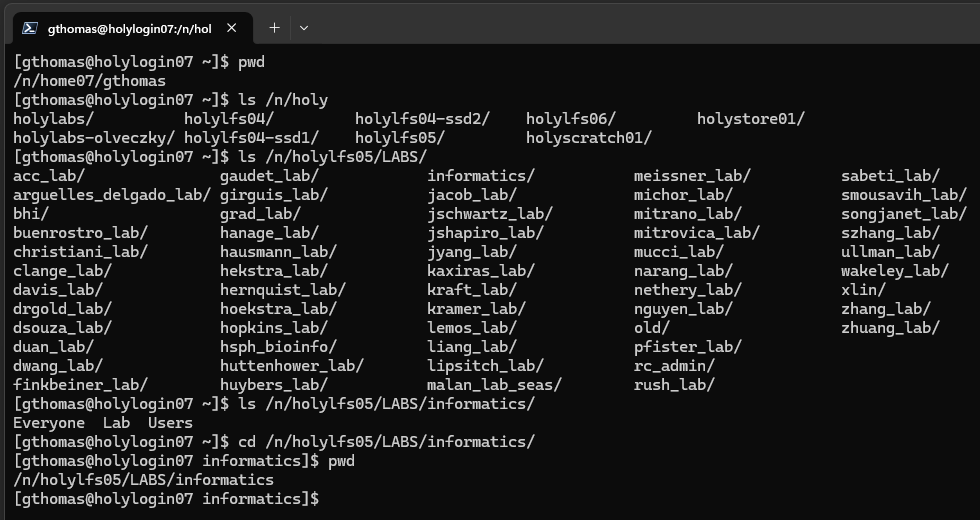 gthomas@holylogin07:/n/hol
[gthomas@holylogin07 ~]$ pwd
/n/home07/gthomas
[gthomas@holylogin07 ~]$ ls /n/holy
holylabs/ holylfs04/ holylfs04-ssd2/ holylfs06/ holystore01/
holylabs-olveczky/ holylfs04-ssd1/ holylfs05/ holyscratch01/
[gthomas@holylogin07 ~]$ ls /n/holylfs05/LABS/
acc_lab/ gaudet_lab/ informatics/ meissner_lab/ sabeti_lab/
arguelles_delgado_lab/ girguis_lab/ jacob_lab/ michor_lab/ smousavih_lab/
bhi/ grad_lab/ jschwartz_lab/ mitrano_lab/ songjanet_lab/
buenrostro_lab/ hanage_lab/ jshapiro_lab/ mitrovica_lab/ szhang_lab/
christiani_lab/ hausmann_lab/ jyang_lab/ mucci_lab/ ullman_lab/
clange_lab/ hekstra_lab/ kaxiras_lab/ narang_lab/ wakeley_lab/
davis_lab/ hernquist_lab/ kraft_lab/ nethery_lab/ xlin/
drgold_lab/ hoekstra_lab/ kramer_lab/ nguyen_lab/ zhang_lab/
dsouza_lab/ hopkins_lab/ lemos_lab/ old/ zhuang_lab/
duan_lab/ hsph_bioinfo/ liang_lab/ pfister_lab/
dwang_lab/ huttenhower_lab/ lipsitch_lab/ rc_admin/
finkbeiner_lab/ huybers_lab/ malan_lab_seas/ rush_lab/
[gthomas@holylogin07 ~]$ ls /n/holylfs05/LABS/informatics/
Everyone Lab Users
[gthomas@holylogin07 ~]$ cd /n/holylfs05/LABS/informatics/
[gthomas@holylogin07 informatics]$ pwd
/n/holylfs05/LABS/informatics
[gthomas@holylogin07 informatics]$